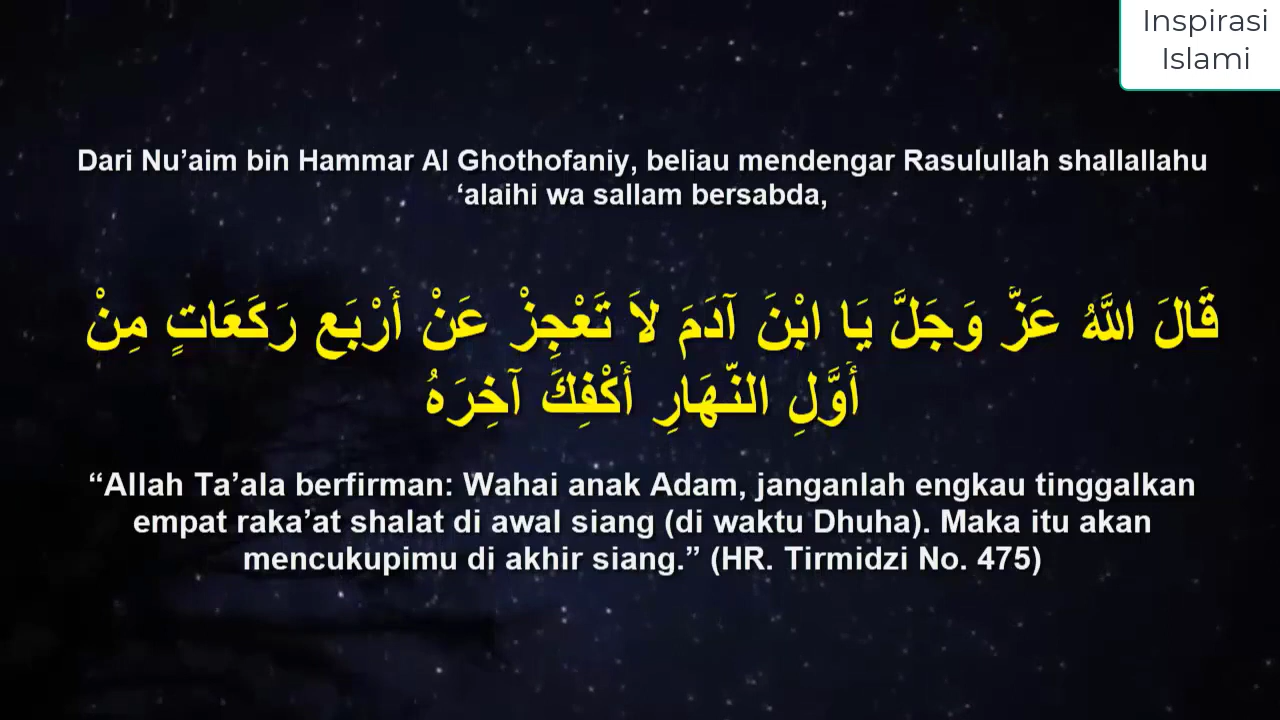 Inspirasi
Islami
Dari Nu’aim bin Hammar Al Ghothofaniy, beliau mendengar Rasulullah shallallahu
‘alaihi wa sallam bersabda,
قَالَ اللَّهُ عَزَّ وَجَلَّ يَا ابْنَ آدَمَ لاَ تَعْجِزْ عَنْ أَرْبَعِ رَكَعَاتٍ مِنْ
أَوَّلِ النَّهَارِ أَكْفِكَ آخِرَهُ
“Allah Ta’ala berfirman: Wahai anak Adam, janganlah engkau tinggalkan
empat raka’at shalat di awal siang (di waktu Dhuha). Maka itu akan
mencukupimu di akhir siang.” (HR. Tirmidzi No. 475)